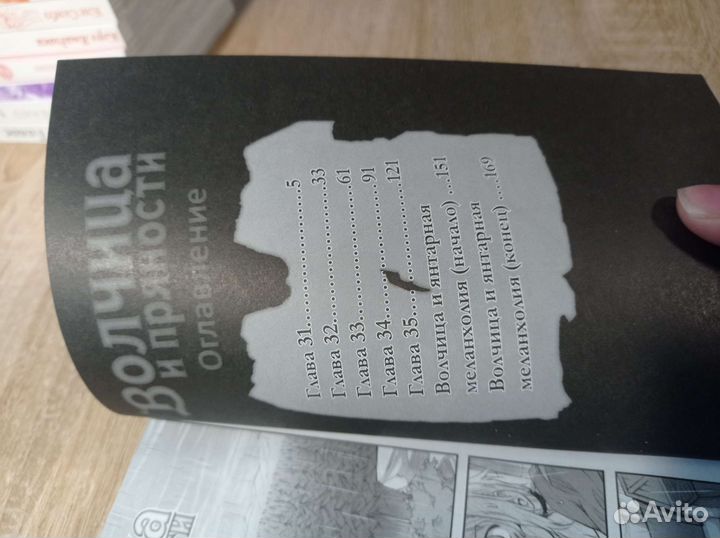 Волчица
и пряности
Оглавление
Глава 31..........................5
Глава 32..........................33
Глава 33..........................61
Глава 34..........................91
Глава 35..........................121
Волчица и янтарная
меланхолия (начало) ....151
Волчица и янтарная
меланхолия (конец) .....169
Avito